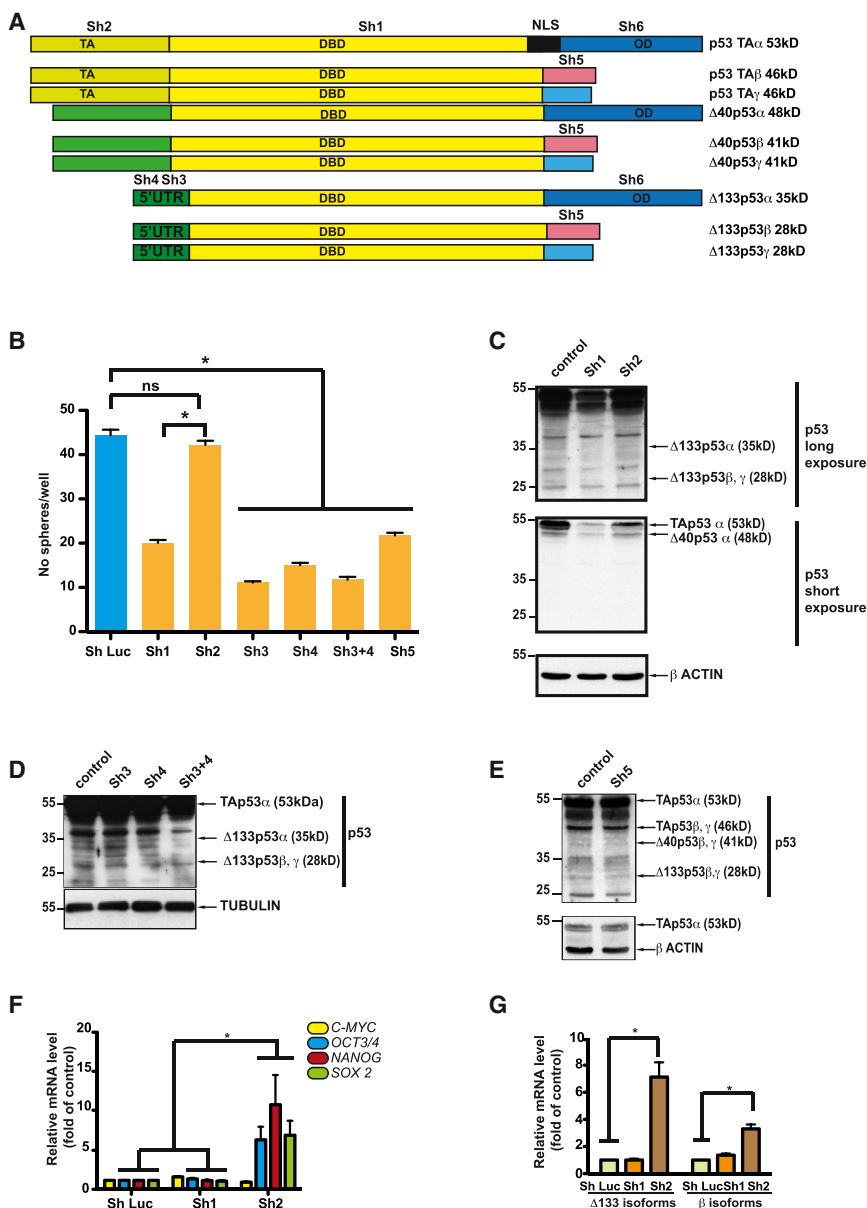 A
Sh2 Sh1 NLS Sh6
TA DBD OD p53 TAα 53kD
Sh5
TA DBD p53 TAβ 46kD
TA DBD p53 TAγ 46kD
DBD OD Δ40p53α 48kD
Sh5
DBD Δ40p53β 41kD
DBD Δ40p53γ 41kD
Sh4 Sh3 Sh6
5'UTR DBD OD Δ133p53α 35kD
Sh5
5'UTR DBD Δ133p53β 28kD
5'UTR DBD Δ133p53γ 28kD
B
*
ns
*
No spheres/well
50
40
30
20
10
0
Sh Luc Sh1 Sh2 Sh3 Sh4 Sh3+4 Sh5
C
control Sh1 Sh2
55
35
25
Δ133p53α (35kD)
Δ133p53β, γ (28kD)
p53
long
exposure
55
35
25
TAp53 α (53kD)
Δ40p53 α (48kD)
p53
short
exposure
55
β ACTIN
D
control Sh3 Sh4 Sh3+4
55
35
25
TAp53α (53kDa)
Δ133p53α (35kD)
Δ133p53β, γ (28kD)
p53
55
TUBULIN
E
control Sh5
55
35
25
TAp53α (53kD)
TAp53β, γ (46kD)
Δ40p53β, γ (41kD)
Δ133p53β,γ (28kD)
p53
55
TAp53α (53kD)
β ACTIN
F
Relative mRNA level
(fold of control)
20
15
10
5
0
*
C-MYC
OCT3/4
NANOG
SOX 2
Sh Luc Sh1 Sh2
G
Relative mRNA level
(fold of control)
10
8
6
4
2
0
*
*
Sh Luc Sh1 Sh2 Sh Luc Sh1 Sh2
Δ133 isoforms β isoforms